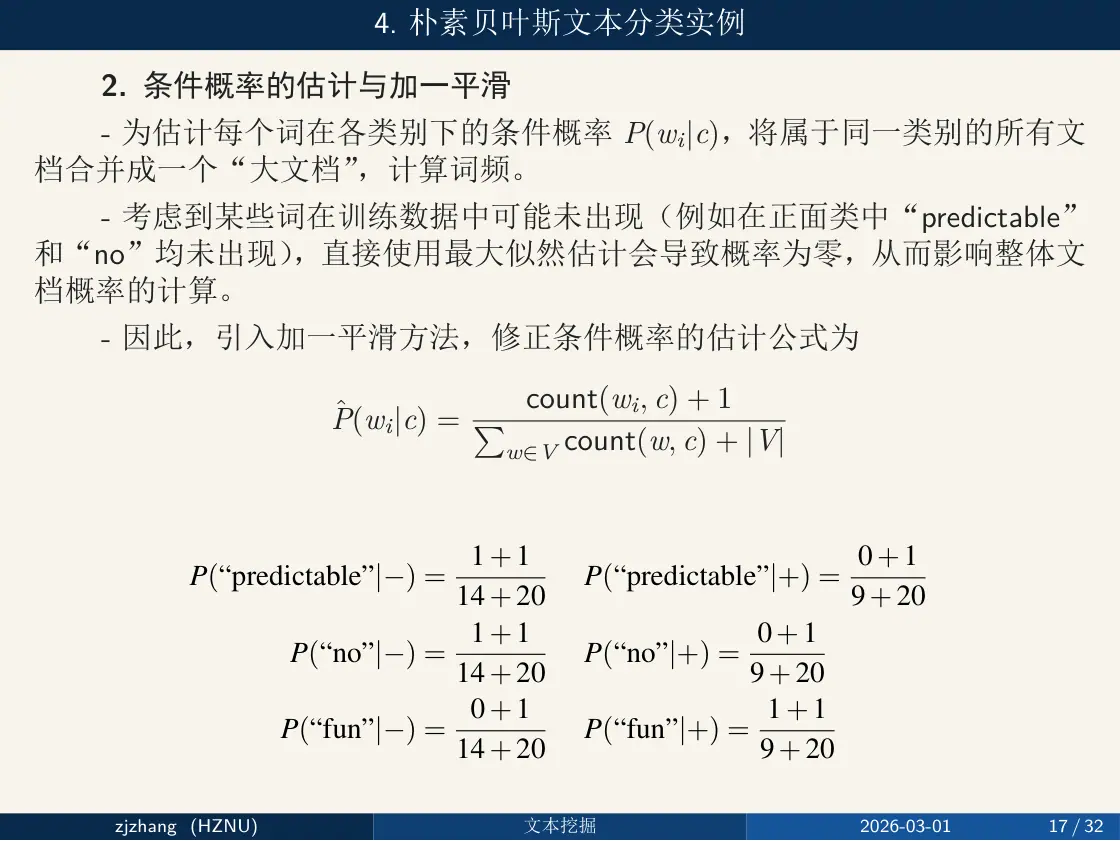 4. 朴素贝叶斯文本分类实例
2. 条件概率的估计与加一平滑
- 为估计每个词在各类别下的条件概率 P(wᵢ|c)，将属于同一类别的所有文
档合并成一个“大文档”，计算词频。
- 考虑到某些词在训练数据中可能未出现（例如在正面类中“predictable”
和“no”均未出现），直接使用最大似然估计会导致概率为零，从而影响整体文
档概率的计算。
- 因此，引入加一平滑方法，修正条件概率的估计公式为
P̂(wᵢ|c) = \frac{count(wᵢ, c) + 1}{∑_{w∈V} count(w, c) + |V|}
P(“predictable”|−) = \frac{1+1}{14+20} P(“predictable”|+) = \frac{0+1}{9+20}
P(“no”|−) = \frac{1+1}{14+20} P(“no”|+) = \frac{0+1}{9+20}
P(“fun”|−) = \frac{0+1}{14+20} P(“fun”|+) = \frac{1+1}{9+20}
zjzhang (HZNU) 文本挖掘 2026-03-01 17 / 32